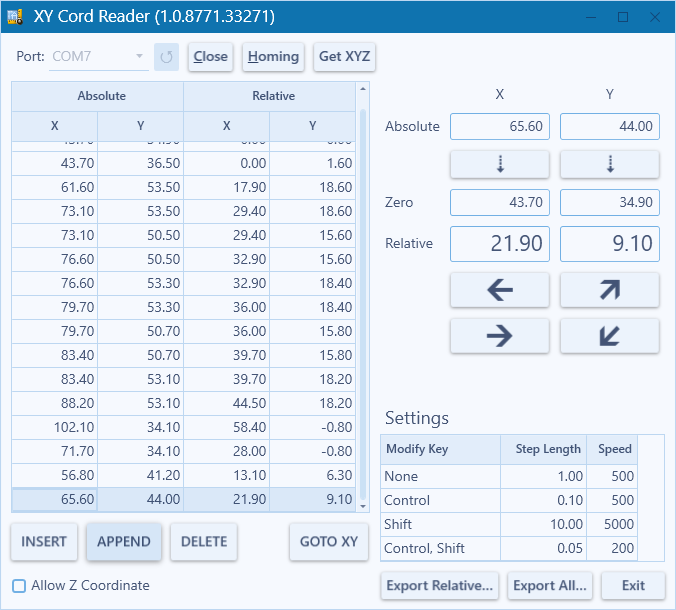 XY Cord Reader (1.0.8771.33271)
Port: COM7 Close Homing Get XYZ
Absolute Relative
X Y X Y
43.70 36.50 0.00 1.60
61.60 53.50 17.90 18.60
73.10 53.50 29.40 18.60
73.10 50.50 29.40 15.60
76.60 50.50 32.90 15.60
76.60 53.30 32.90 18.40
79.70 53.30 36.00 18.40
79.70 50.70 36.00 15.80
83.40 50.70 39.70 15.80
83.40 53.10 39.70 18.20
88.20 53.10 44.50 18.20
102.10 34.10 58.40 -0.80
71.70 34.10 28.00 -0.80
56.80 41.20 13.10 6.30
65.60 44.00 21.90 9.10
INSERT APPEND DELETE GOTO XY
Allow Z Coordinate
X Y
Absolute 65.60 44.00
Zero 43.70 34.90
Relative 21.90 9.10
Settings
Modify Key Step Length Speed
None 1.00 500
Control 0.10 500
Shift 10.00 5000
Control, Shift 0.05 200
Export Relative... Export All... Exit